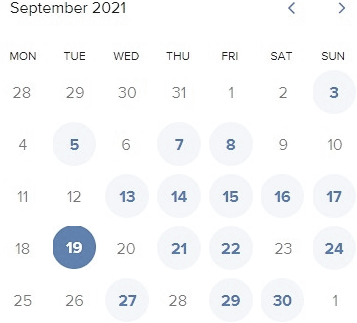 September 2021
MON TUE WED THU FRI SAT SUN
28 29 30 31 1 2 3
4 5 6 7 8 9 10
11 12 13 14 15 16 17
18 19 20 21 22 23 24
25 26 27 28 29 30 1